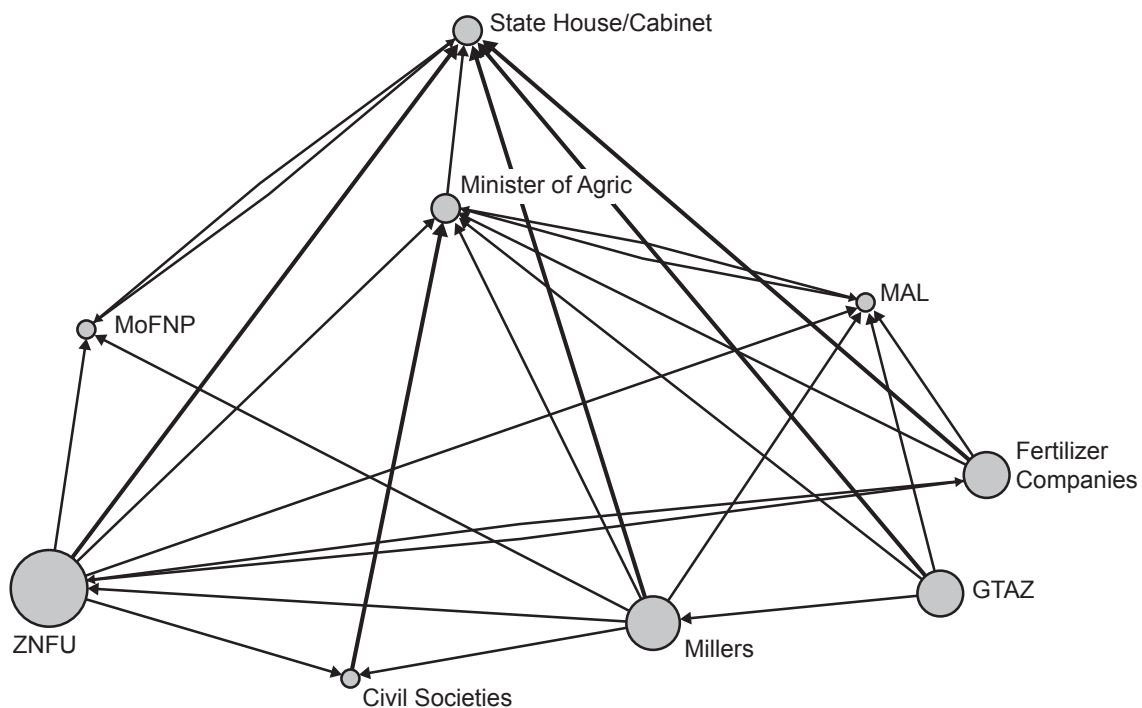 State House/Cabinet
Minister of Agric
MAL
MoFNP
Fertilizer
Companies
GTAZ
ZNFU
Millers
Civil Societies